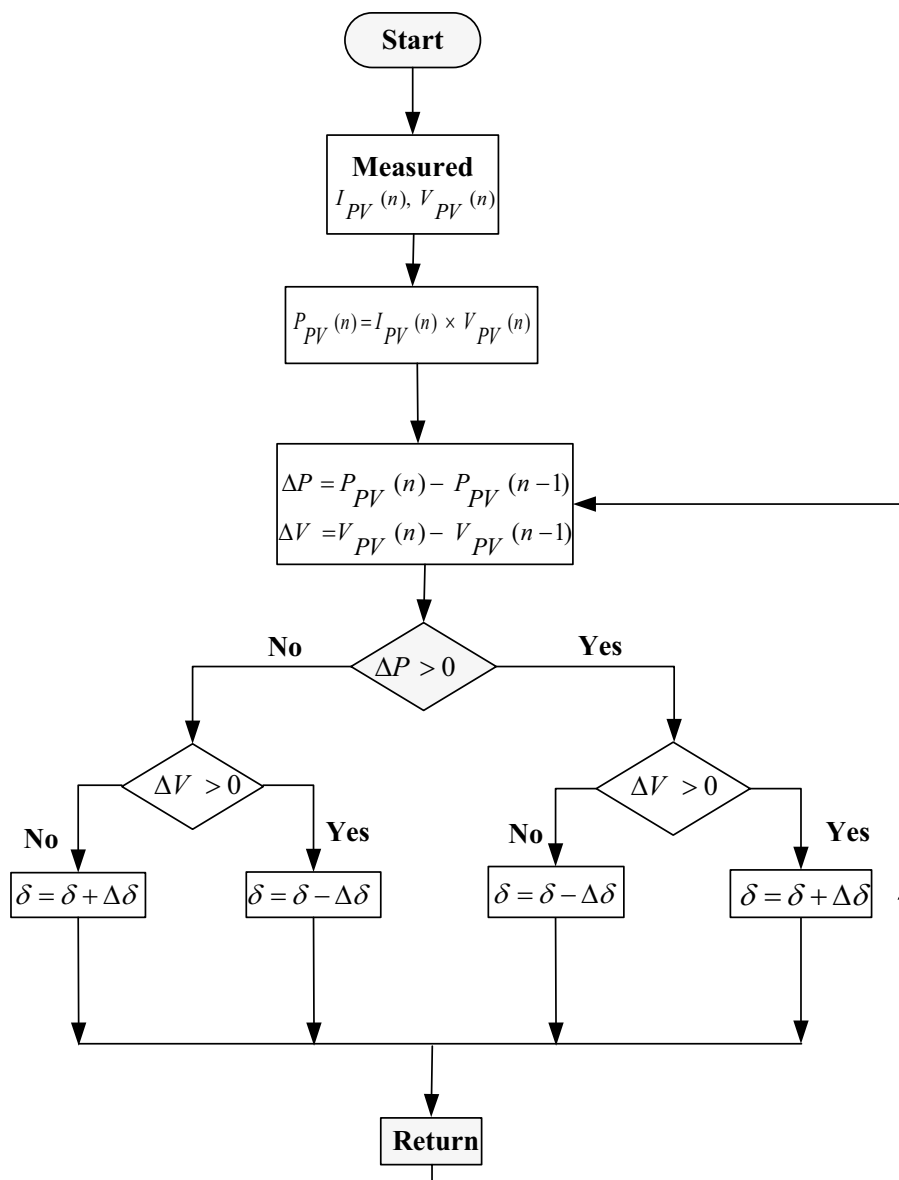 Start
Measured
I_PV (n), V_PV (n)
P_PV (n) = I_PV (n) × V_PV (n)
ΔP = P_PV (n) − P_PV (n−1)
ΔV = V_PV (n) − V_PV (n−1)
No
Yes
ΔP > 0
ΔV > 0
ΔV > 0
No
Yes
No
Yes
δ = δ + Δδ
δ = δ − Δδ
δ = δ − Δδ
δ = δ + Δδ
Return